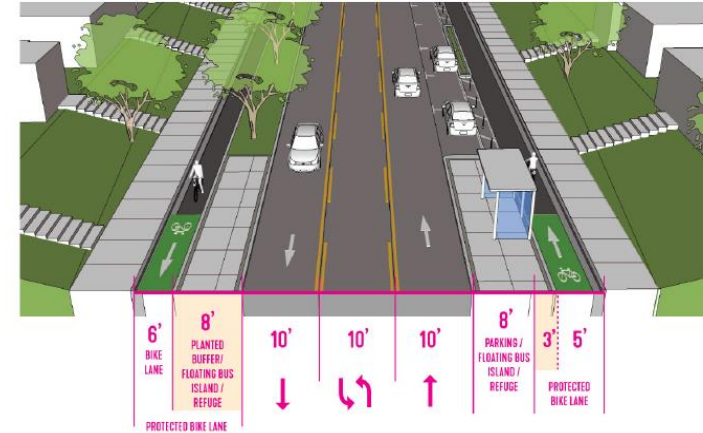 6'
BIKE
LANE
8'
PLANTED
BUFFER/
FLOATING BUS
ISLAND /
REFUGE
10'
10'
10'
8'
PARKING /
FLOATING BUS
ISLAND /
REFUGE
3'
5'
PROTECTED
BIKE LANE
PROTECTED BIKE LANE